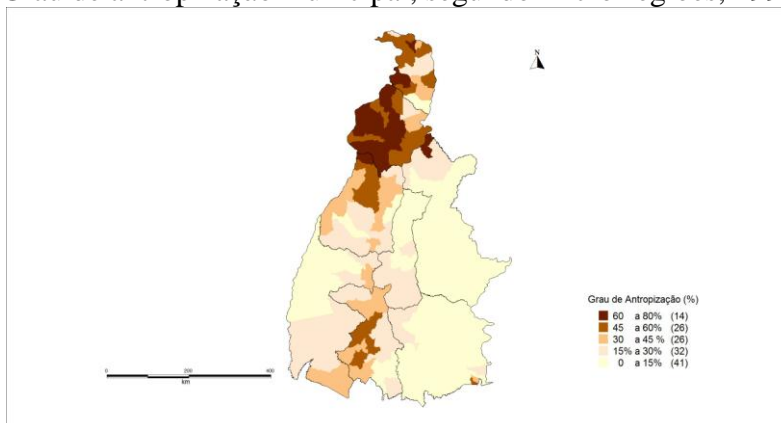 Grau de antropização municipal, segundo microrregiões,
N
Grau de Antropização (%)
60 a 80% (14)
45 a 60% (26)
30 a 45 % (26)
15% a 30% (32)
0 a 15% (41)
0 200 400
km